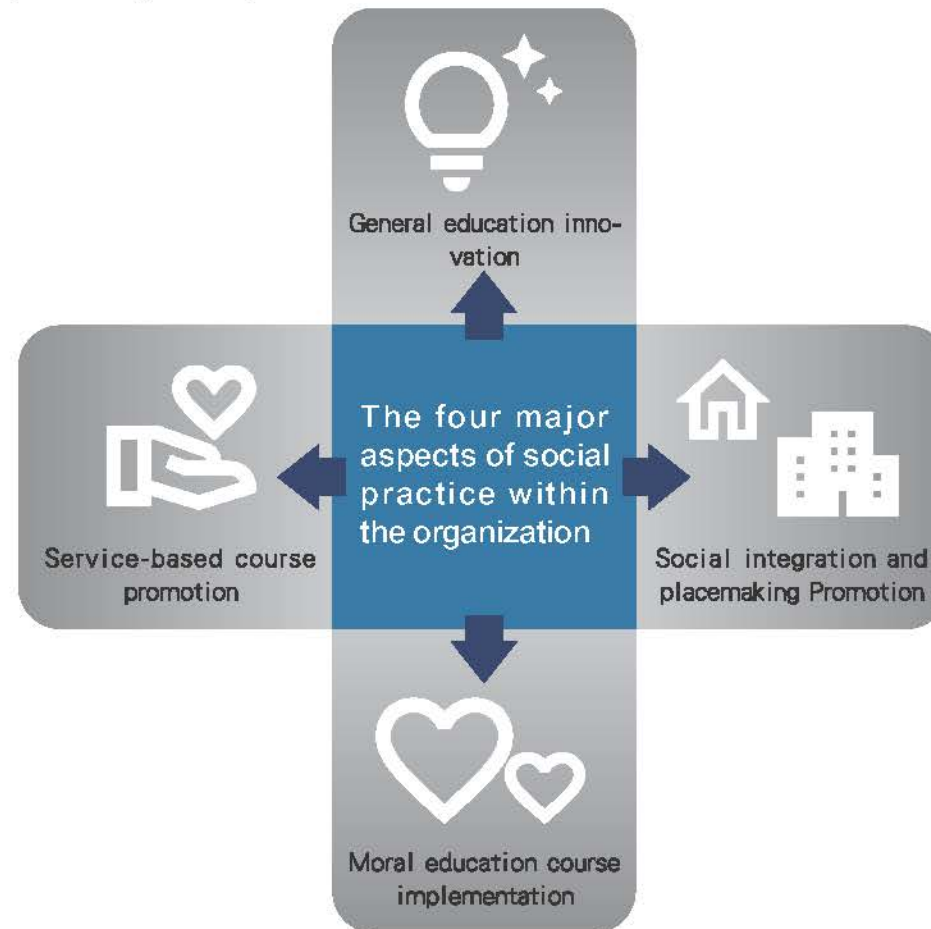 General education inno-
vation
The four major
aspects of social
practice within
the organization
Service-based course
promotion
Social integration and
placemaking Promotion
Moral education course
implementation